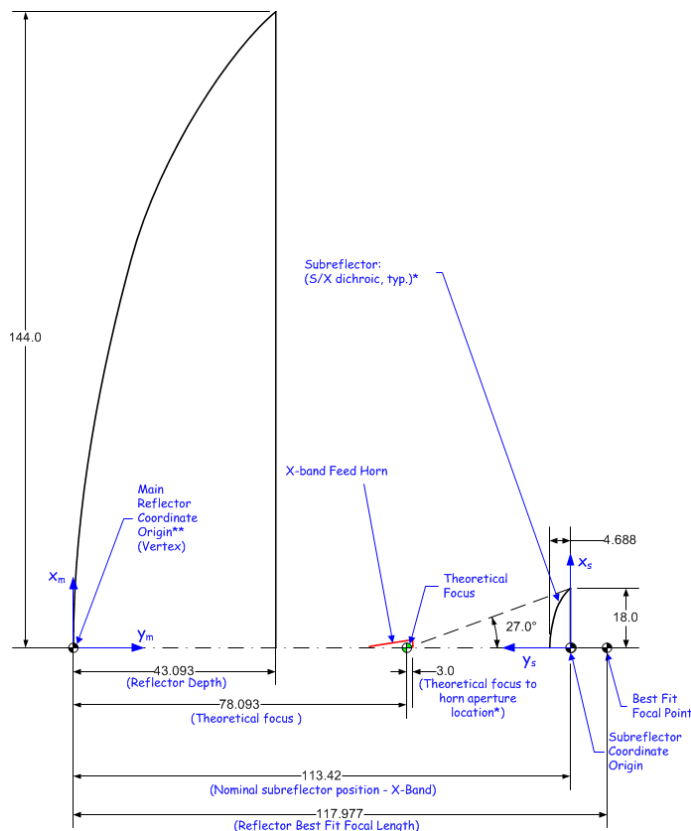 144.0
Subreflector:
(S/X dichroic, typ.)*
X-band Feed Horn
Main
Reflector
Coordinate
Origin**
(Vertex)
4.688
xₘ
xₛ
Theoretical
Focus
27.0°
18.0
yₘ
yₛ
43.093
(Reflector Depth)
3.0
(Theoretical focus to
horn aperture
location*)
Best Fit
Focal Point
78.093
(Theoretical focus )
Subreflector
Coordinate
Origin
113.42
(Nominal subreflector position - X-Band)
117.977
(Reflector Best Fit Focal Length)